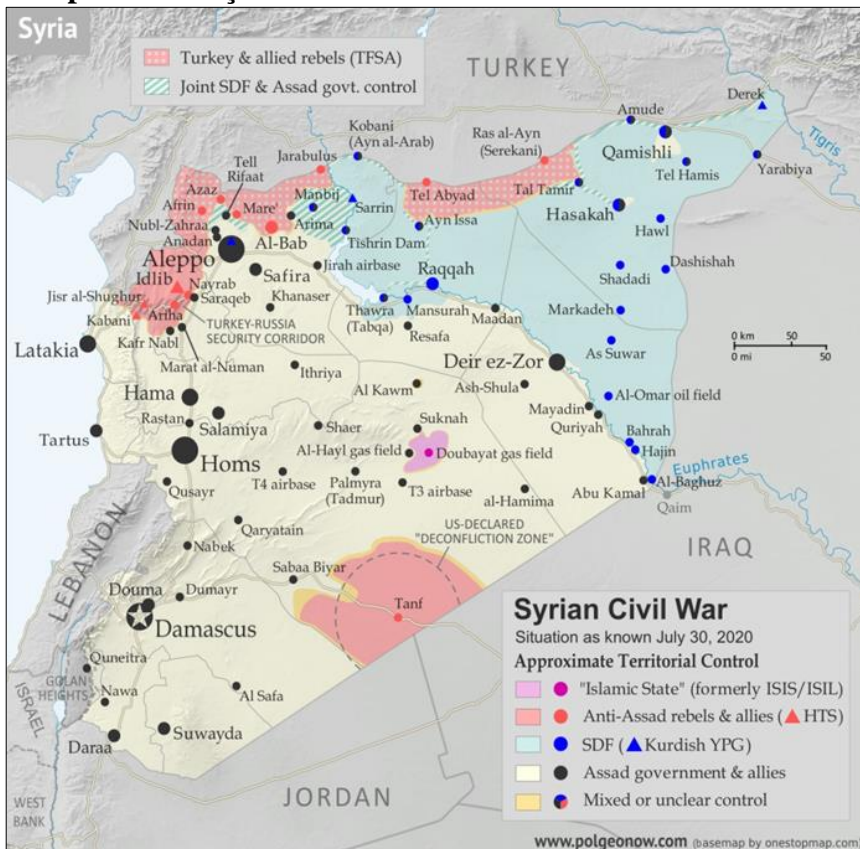 Syria
Turkey & allied rebels (TFSA)
Joint SDF & Assad govt. control
TURKEY
Derek
Tigris
Amude
Kobani
(Ayn al-Arab)
Ras al-Ayn
(Serekani)
Qamishli
Yarabiya
Tell
Rifaat
Jarabulus
Tel Hamis
Azaz
Manbij
Tel Abyad
Tal Tamir
Afrin
Mare'
Sarrin
Hasakah
Nubl-Zahraa
Arima
Ayn Issa
Hawl
Anadan
Al-Bab
Tishrin Dam
Aleppo
Jirah airbase
Dashishah
Idlib
Safira
Raqqah
Shadadi
Nayrab
Jisr al-Shughur
Saraqeb
Khanaser
Markadeh
Ariha
Thawra
(Tabqa)
Mansurah
Maadan
Kabani
TURKEY-RUSSIA
SECURITY CORRIDOR
Resafa
Kafr Nabl
As Suwar
0 km 50 50
0 mi 50
Latakia
Marat al-Numan
Deir ez-Zor
Ithriya
Al Kawm
Ash-Shula
Al-Omar oil field
Hama
Mayadin
Rastan
Salamiya
Shaer
Suknah
Quriyah
Tartus
Bahrah
Homs
Al-Hayl gas field
Doubayat gas field
Hajin
Euphrates
Al-Baghuz
Qusayr
T4 airbase
Palmyra
(Tadmur)
T3 airbase
al-Hamima
Abu Kamal
Qaim
LEBANON
Qaryatain
US-DECLARED
"DECONFLICTION ZONE"
IRAQ
Nabek
Sabaa Biyar
Douma
Dumayr
Tanf
Damascus
Quneitra
GOLAN
HEIGHTS
ISRAEL
Nawa
Al Safa
Daraa
Suwayda
WEST
BANK
JORDAN
Syrian Civil War
Situation as known July 30, 2020
Approximate Territorial Control
"Islamic State" (formerly ISIS/ISIL)
Anti-Assad rebels & allies (▲ HTS)
SDF (▲ Kurdish YPG)
Assad government & allies
Mixed or unclear control
www.polgeonow.com (basemap by onestopmap.com)